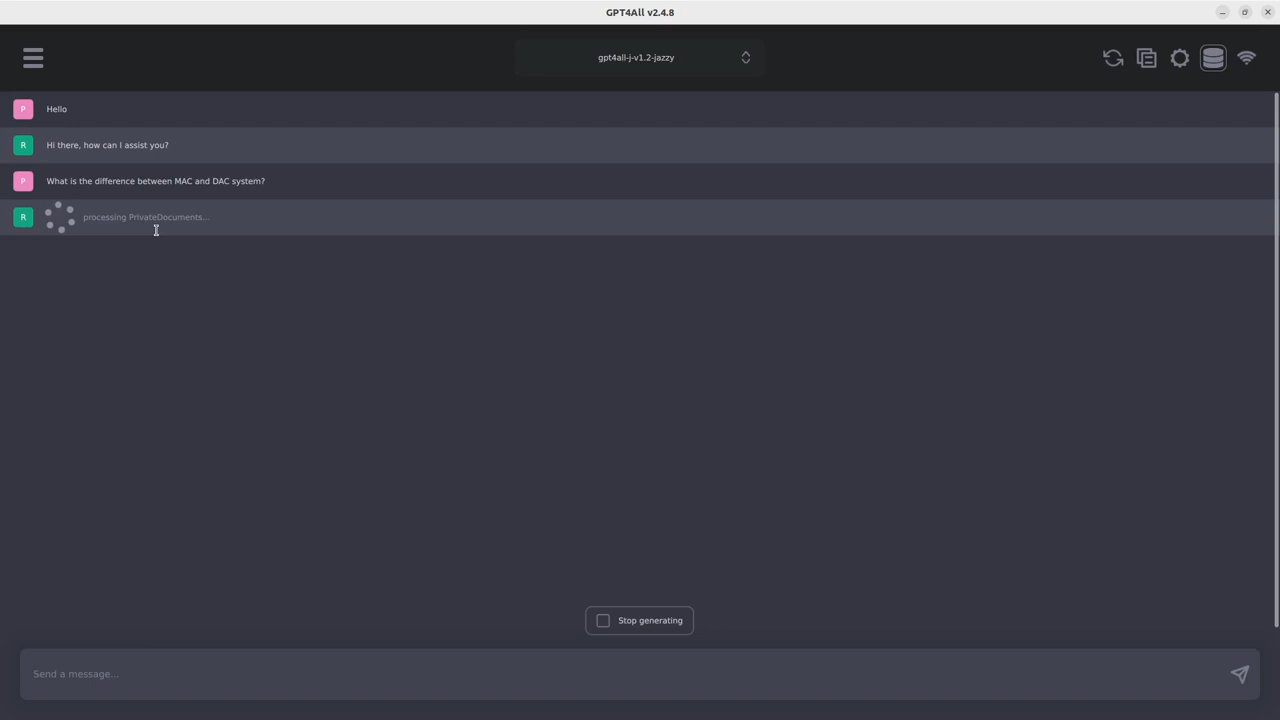 GPT4All v2.4.8
gpt4all-j-v1.2-jazzy
P Hello
R Hi there, how can I assist you?
P What is the difference between MAC and DAC system?
R processing PrivateDocuments...
Stop generating
Send a message...